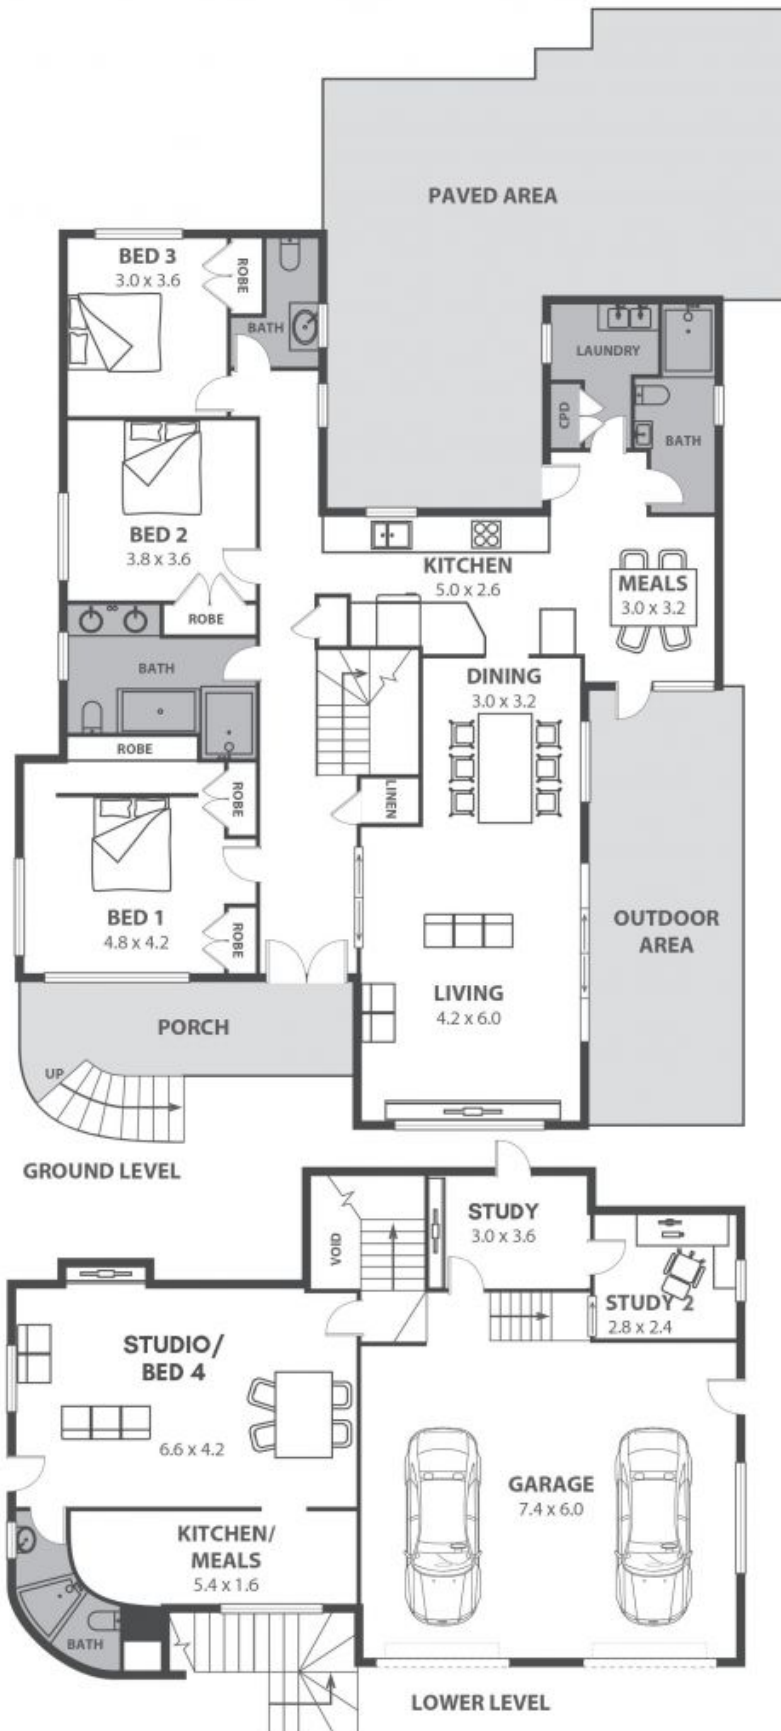 PAVED AREA
BED 3
3.0 x 3.6
ROBE
BATH
LAUNDRY
CPD
BATH
BED 2
3.8 x 3.6
KITCHEN
5.0 x 2.6
MEALS
3.0 x 3.2
ROBE
BATH
DINING
3.0 x 3.2
ROBE
ROBE
LINEN
BED 1
4.8 x 4.2
ROBE
OUTDOOR
AREA
LIVING
4.2 x 6.0
PORCH
UP
GROUND LEVEL
STUDY
3.0 x 3.6
VOID
STUDY 2
2.8 x 2.4
STUDIO/
BED 4
6.6 x 4.2
GARAGE
7.4 x 6.0
KITCHEN/
MEALS
5.4 x 1.6
BATH
LOWER LEVEL